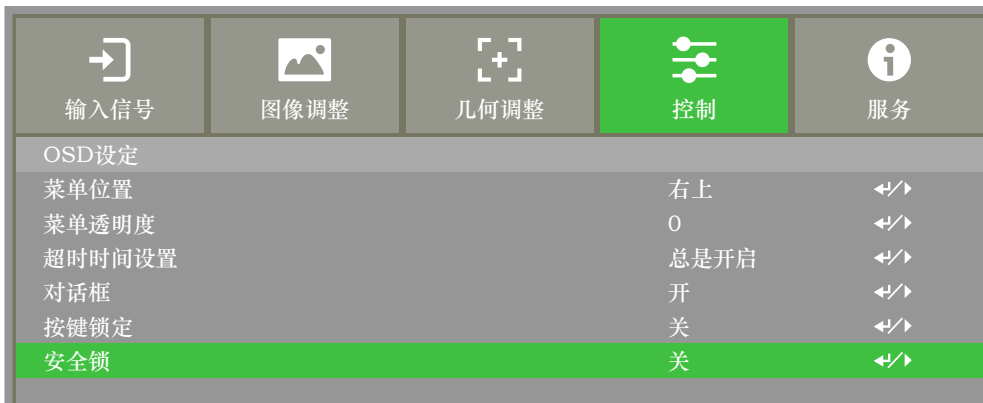 输入信号 图像调整 几何调整 控制 服务
OSD设定
菜单位置 右上
菜单透明度 0
超时时间设置 总是开启
对话框 开
按键锁定 关
安全锁 关